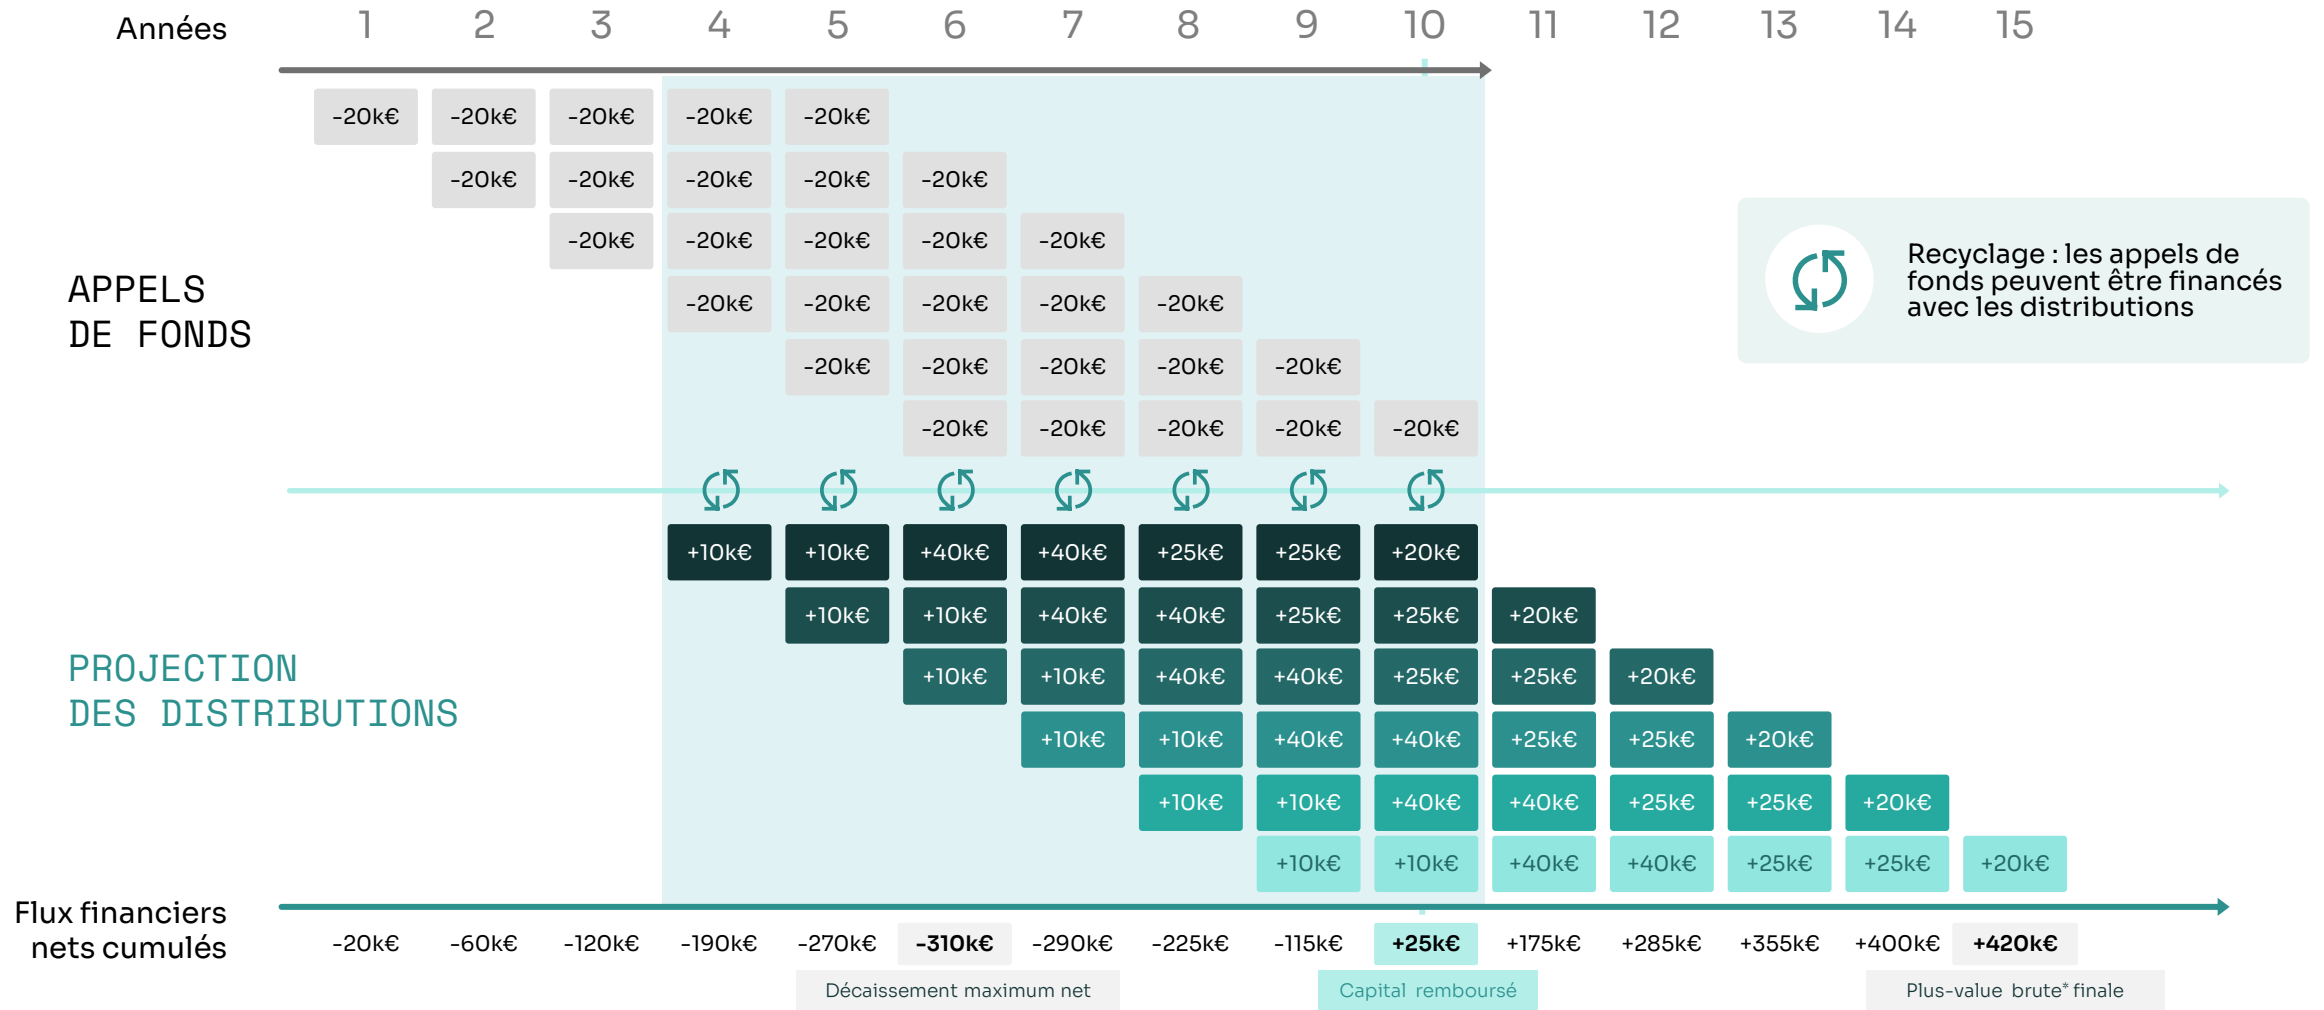 Années 1 2 3 4 5 6 7 8 9 10 11 12 13 14 15
-20k€ -20k€ -20k€ -20k€ -20k€
-20k€ -20k€ -20k€ -20k€ -20k€
-20k€ -20k€ -20k€ -20k€ -20k€
-20k€ -20k€ -20k€ -20k€ -20k€
-20k€ -20k€ -20k€ -20k€ -20k€
-20k€ -20k€ -20k€ -20k€ -20k€
APPELS
DE FONDS
Recyclage : les appels de
fonds peuvent être financés
avec les distributions
+10k€ +10k€ +40k€ +40k€ +25k€ +25k€ +20k€
+10k€ +10k€ +40k€ +40k€ +25k€ +25k€ +20k€
+10k€ +10k€ +40k€ +40k€ +25k€ +25k€ +20k€
+10k€ +10k€ +40k€ +40k€ +25k€ +25k€ +20k€
+10k€ +10k€ +40k€ +40k€ +25k€ +25k€ +20k€
+10k€ +10k€ +40k€ +40k€ +25k€ +25k€ +20k€
PROJECTION
DES DISTRIBUTIONS
Flux financiers
nets cumulés
-20k€ -60k€ -120k€ -190k€ -270k€ -310k€ -290k€ -225k€ -115k€ +25k€ +175k€ +285k€ +355k€ +400k€ +420k€
Décaissement maximum net
Capital remboursé
Plus-value brute* finale